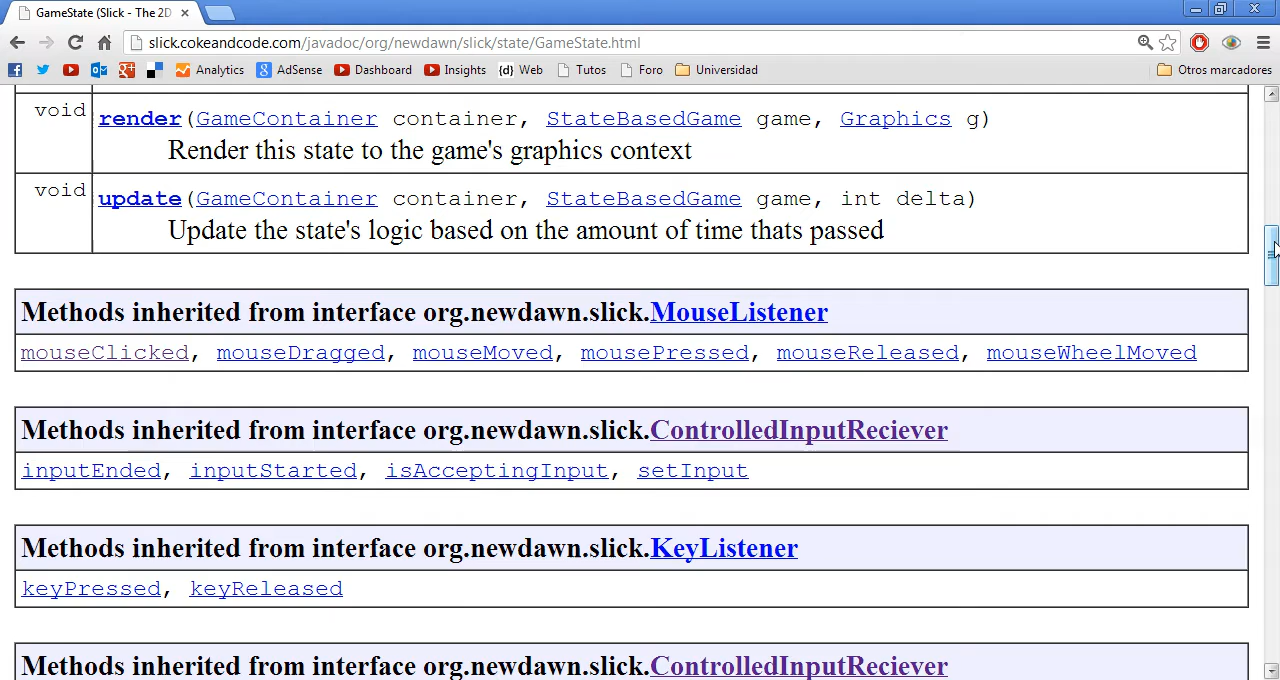 GameState (Slick - The 2D
slick.cokeandcode.com/javadoc/org/newdawn/slick/state/GameState.html
Analytics AdSense Dashboard Insights {d} Web Tutos Foro Universidad Otros marcadores
void render(GameContainer container, StateBasedGame game, Graphics g)
Render this state to the game's graphics context
void update(GameContainer container, StateBasedGame game, int delta)
Update the state's logic based on the amount of time thats passed
Methods inherited from interface org.newdawn.slick.MouseListener
mouseClicked, mouseDragged, mouseMoved, mousePressed, mouseReleased, mouseWheelMoved
Methods inherited from interface org.newdawn.slick.ControlledInputReciever
inputEnded, inputStarted, isAcceptingInput, setInput
Methods inherited from interface org.newdawn.slick.KeyListener
keyPressed, keyReleased
Methods inherited from interface org.newdawn.slick.ControlledInputReciever